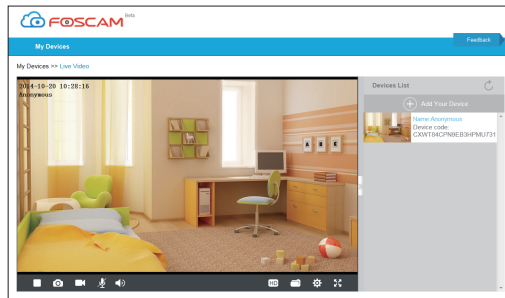 FOSCAM Beta
Feedback
My Devices
My Devices >> Live Video
2014-10-20 10:28:16
Anonymous
A B C
HD
Devices List
Add Your Device
Name:Anonymous
Device code:
CXWT84CPN9EB3HPMU731